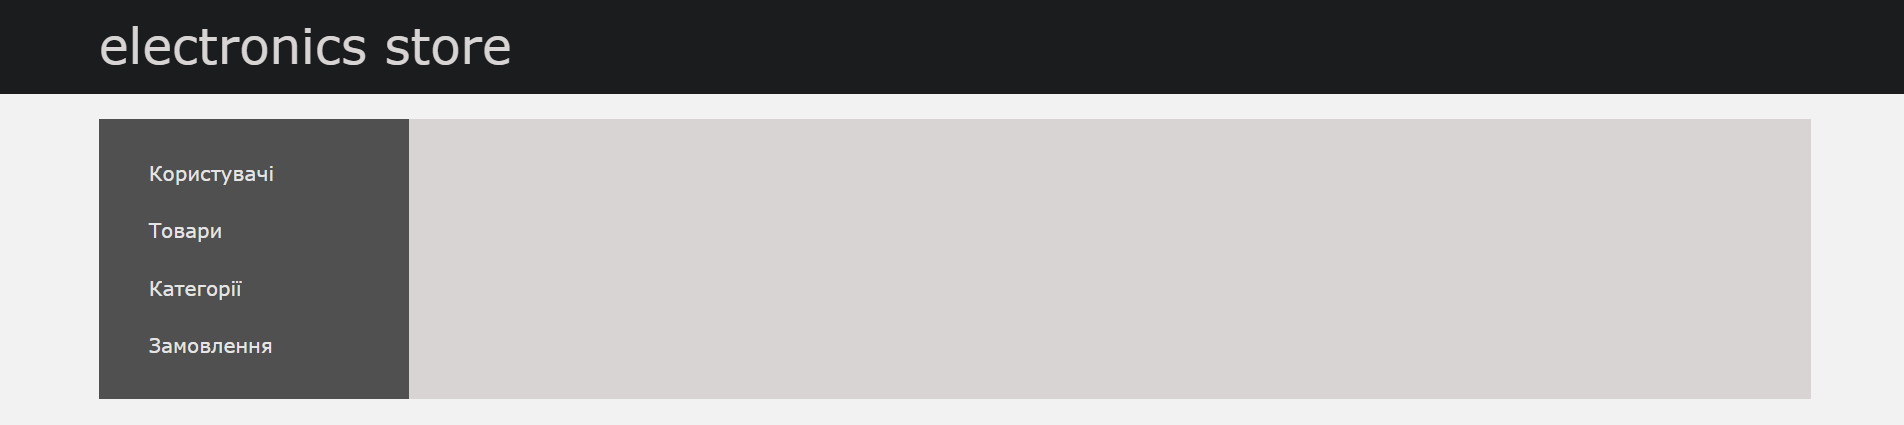 electronics store
Користувачі
Товари
Категорії
Замовлення